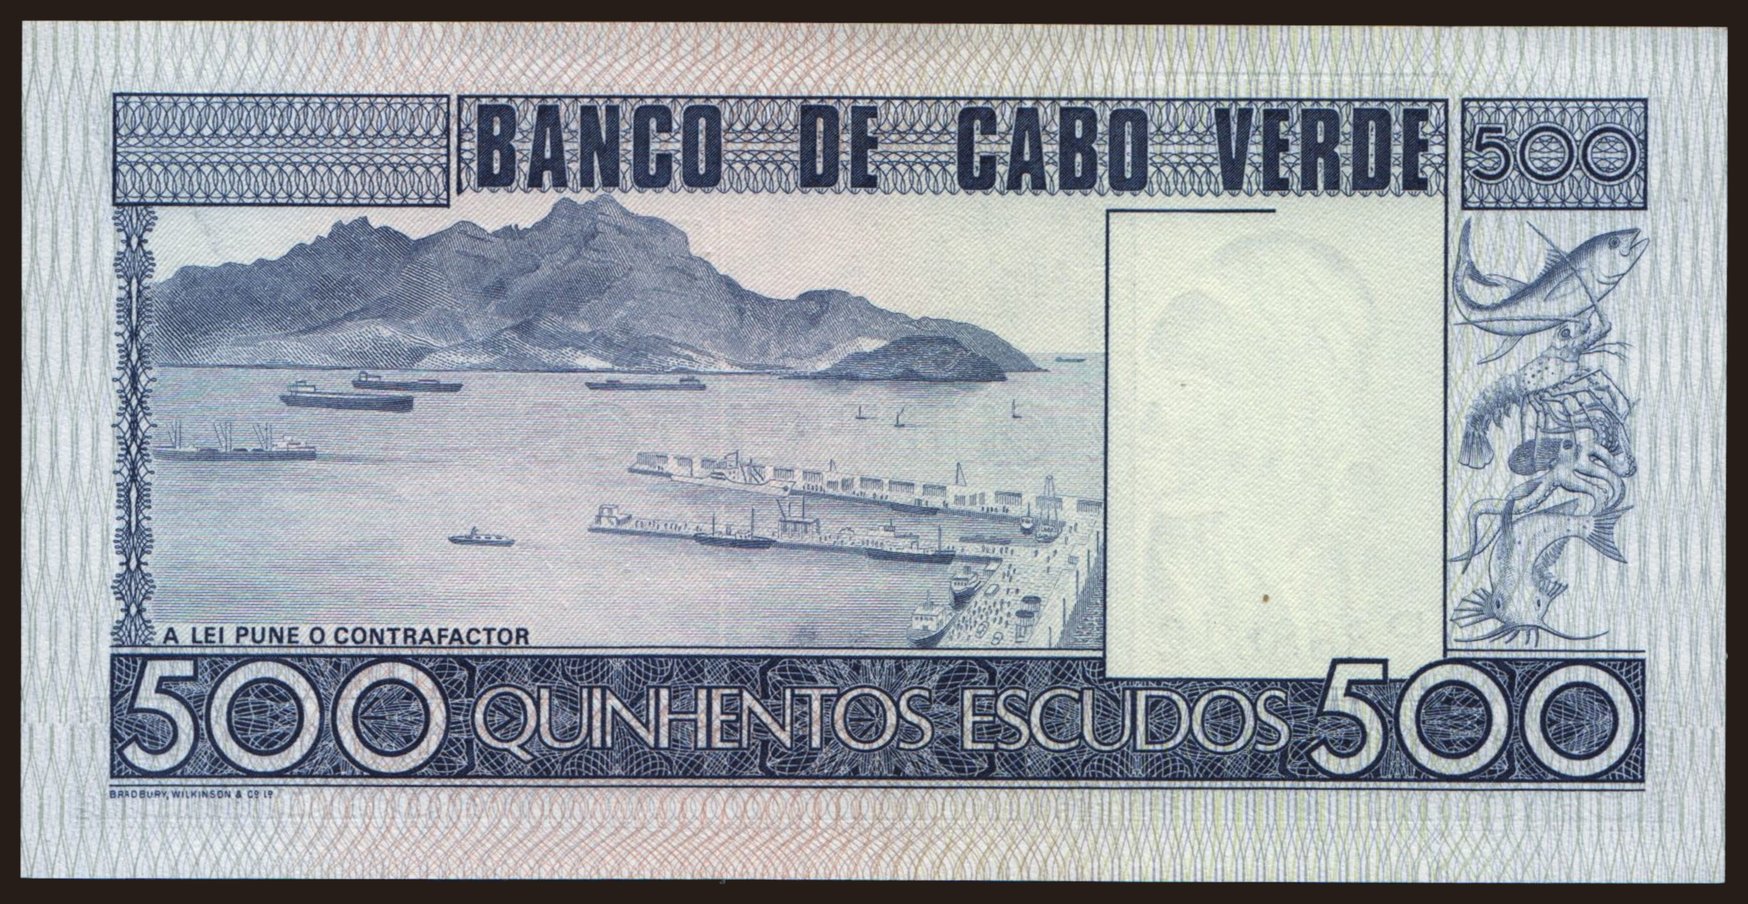 BANCO DE CABO VERDE
500
A LEI PUNE O CONTRAFACTOR
500 QUINHENTOS ESCUDOS 500
BRADBURY, WILKINSON & Cº Lº